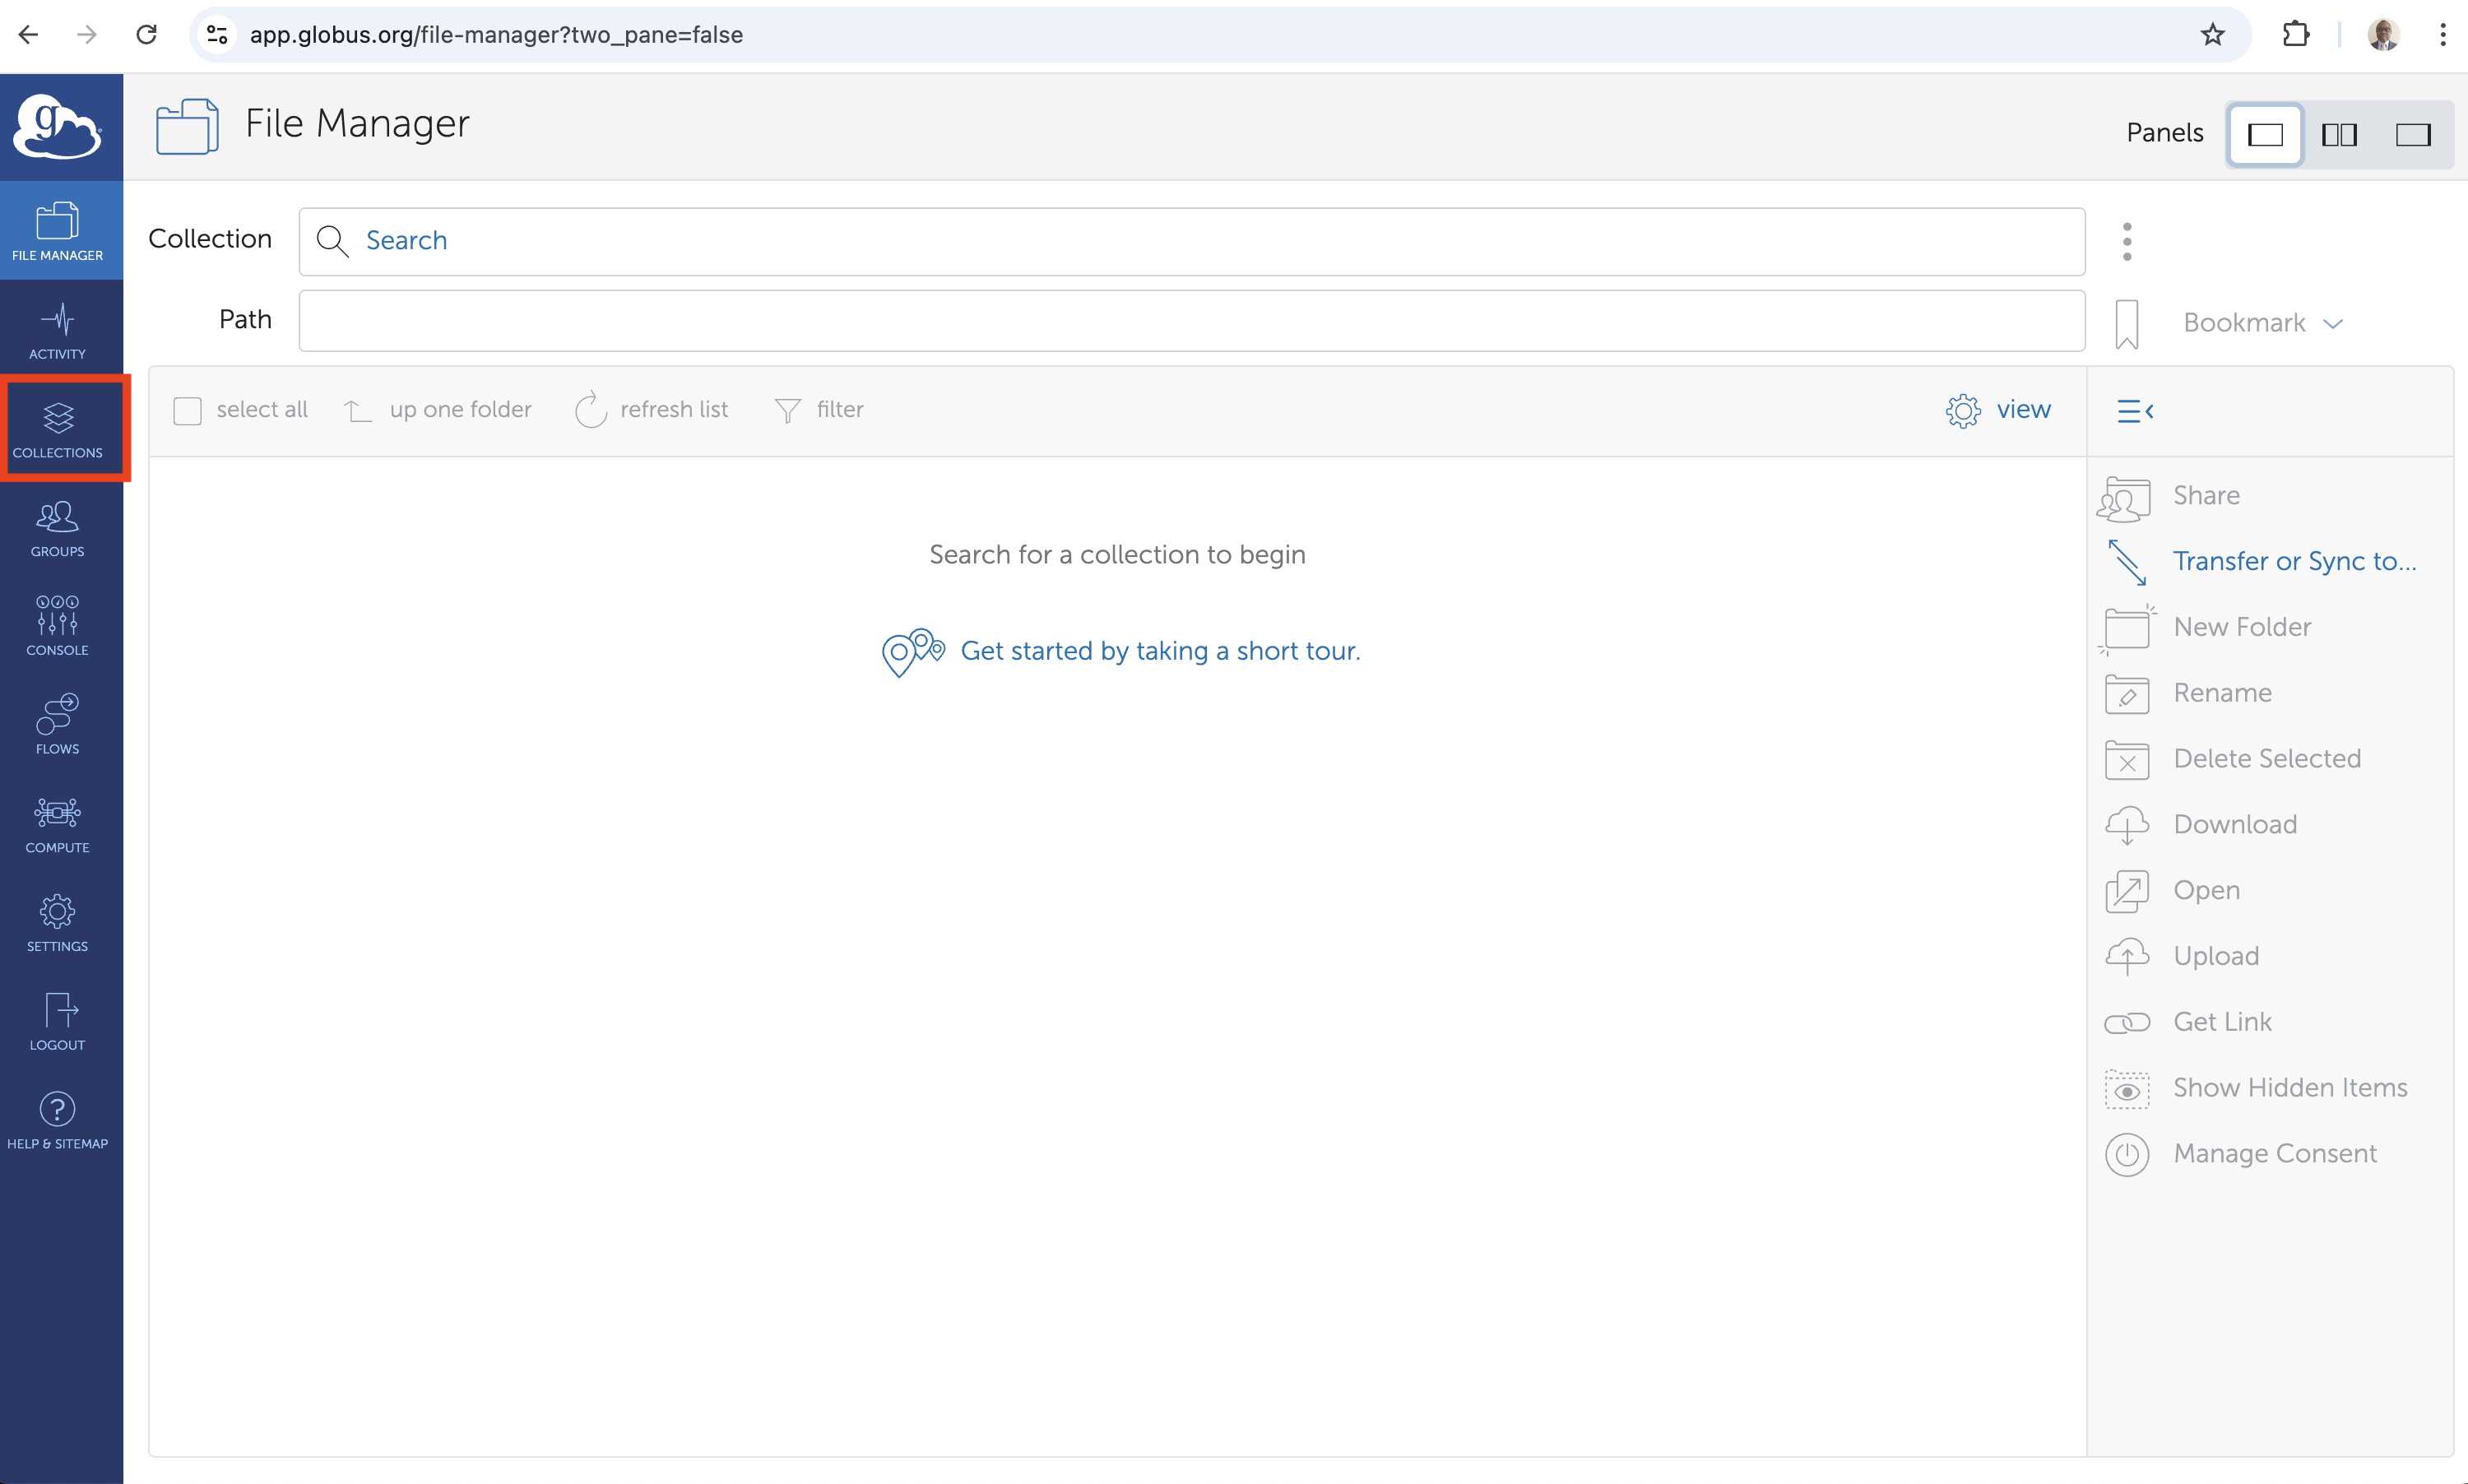 app.globus.org/file-manager?two_pane=false
g
File Manager
Panels
FILE MANAGER
ACTIVITY
COLLECTIONS
GROUPS
CONSOLE
FLOWS
COMPUTE
SETTINGS
LOGOUT
HELP & SITEMAP
Collection
Search
Path
Bookmark
select all
up one folder
refresh list
filter
view
Search for a collection to begin
Get started by taking a short tour.
Share
Transfer or Sync to...
New Folder
Rename
Delete Selected
Download
Open
Upload
Get Link
Show Hidden Items
Manage Consent